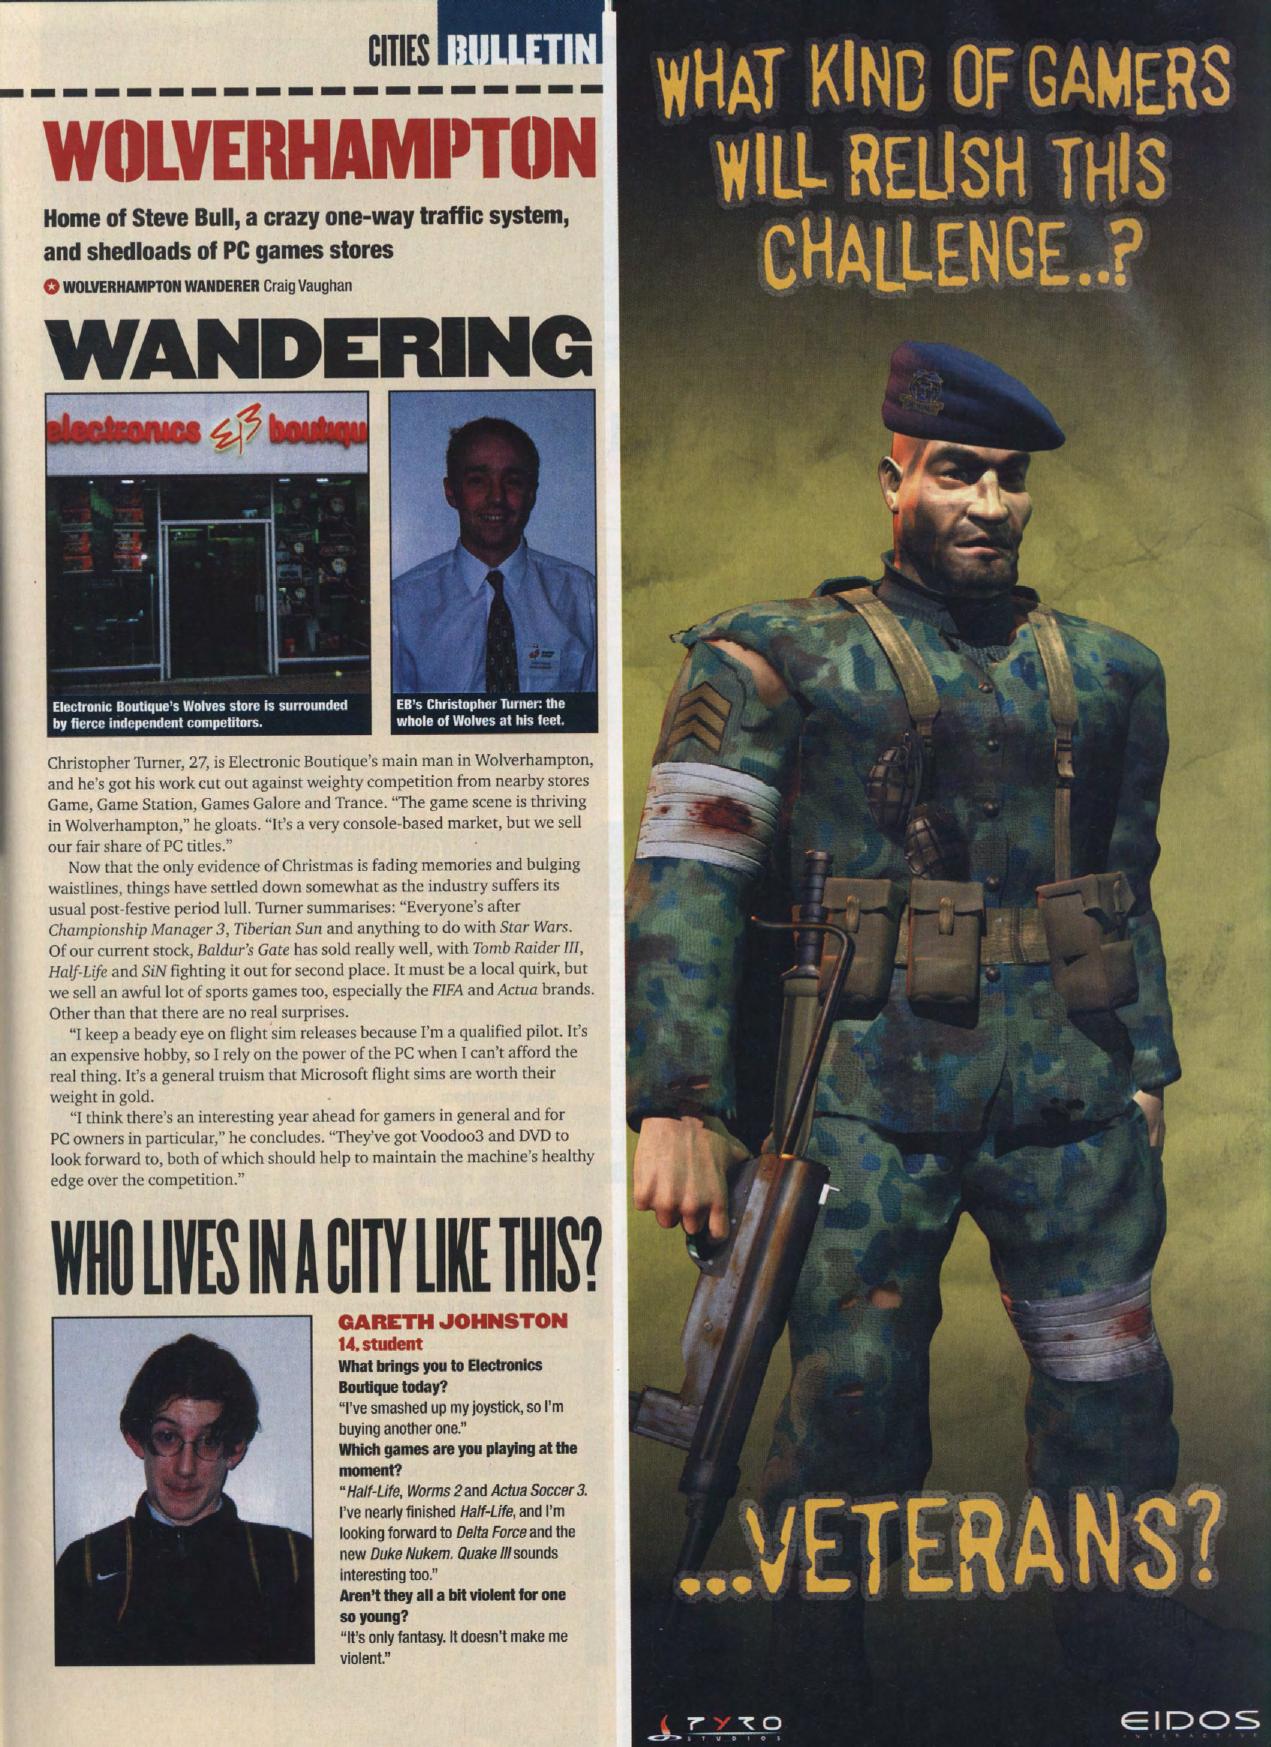 CITIES BULLETIN
WOLVERHAMPTON
Home of Steve Bull, a crazy one-way traffic system,
and shedloads of PC games stores
WOLVERHAMPTON WANDERER Craig Vaughan
WANDERING
electronics EB boutiqu
Electronic Boutique's Wolves store is surrounded
by fierce independent competitors.
EB's Christopher Turner: the
whole of Wolves at his feet.
Christopher Turner, 27, is Electronic Boutique's main man in Wolverhampton,
and he's got his work cut out against weighty competition from nearby stores
Game, Game Station, Games Galore and Trance. “The game scene is thriving
in Wolverhampton,” he gloats. “It's a very console-based market, but we sell
our fair share of PC titles.”
Now that the only evidence of Christmas is fading memories and bulging
waistlines, things have settled down somewhat as the industry suffers its
usual post-festive period lull. Turner summarises: “Everyone's after
Championship Manager 3, Tiberian Sun and anything to do with Star Wars.
Of our current stock, Baldur's Gate has sold really well, with Tomb Raider III,
Half-Life and SiN fighting it out for second place. It must be a local quirk, but
we sell an awful lot of sports games too, especially the FIFA and Actua brands.
Other than that there are no real surprises.
“I keep a beady eye on flight sim releases because I'm a qualified pilot. It's
an expensive hobby, so I rely on the power of the PC when I can't afford the
real thing. It's a general truism that Microsoft flight sims are worth their
weight in gold.
“I think there's an interesting year ahead for gamers in general and for
PC owners in particular,” he concludes. “They've got Voodoo3 and DVD to
look forward to, both of which should help to maintain the machine's healthy
edge over the competition.”
WHO LIVES IN A CITY LIKE THIS?
GARETH JOHNSTON
14, student
What brings you to Electronics
Boutique today?
“I've smashed up my joystick, so I'm
buying another one.”
Which games are you playing at the
moment?
“Half-Life, Worms 2 and Actua Soccer 3.
I've nearly finished Half-Life, and I'm
looking forward to Delta Force and the
new Duke Nukem. Quake III sounds
interesting too.”
Aren't they all a bit violent for one
so young?
“It's only fantasy. It doesn't make me
violent.”
WHAT KIND OF GAMERS
WILL RELISH THIS
CHALLENGE..?
...VETERANS?
PYRO
STUDIOS
EIDOS
INTERACTIVE